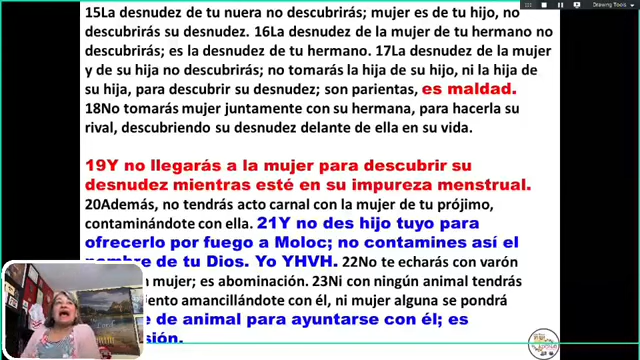 15La desnudez de tu nuera no descubrirás; mujer es de tu hijo, no
descubrirás su desnudez. 16La desnudez de la mujer de tu hermano no
descubrirás; es la desnudez de tu hermano. 17La desnudez de la mujer
y de su hija no descubrirás; no tomarás la hija de su hijo, ni la hija de
su hija, para descubrir su desnudez; son parientas, es maldad.
18No tomarás mujer juntamente con su hermana, para hacerla su
rival, descubriendo su desnudez delante de ella en su vida.
19Y no llegarás a la mujer para descubrir su
desnudez mientras esté en su impureza menstrual.
20Además, no tendrás acto carnal con la mujer de tu prójimo,
contaminándote con ella. 21Y no des hijo tuyo para
ofrecerlo por fuego a Moloc; no contamines así el
nombre de tu Dios. Yo YHVH. 22No te echarás con varón
mujer; es abominación. 23Ni con ningún animal tendrás
amancillándote con él, ni mujer alguna se pondrá
de animal para ayuntarse con él; es
Drawing Tools